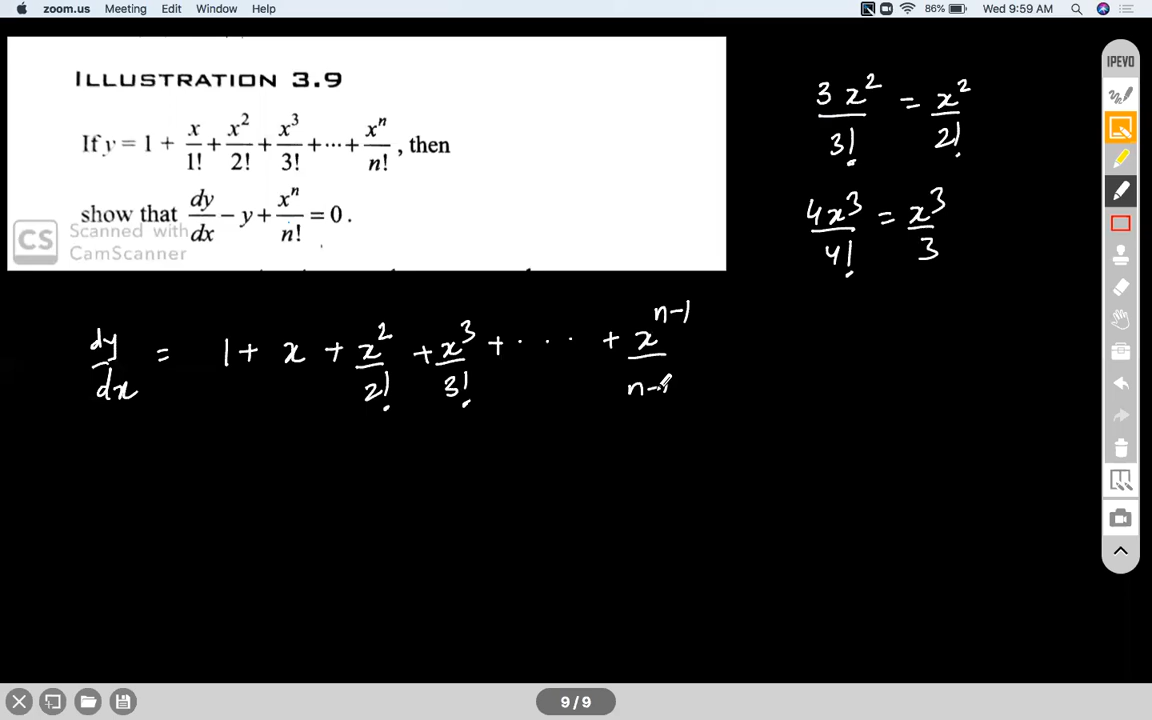 zoom.us Meeting Edit Window Help 86% Wed 9:59 AM
IPEVO
ILLUSTRATION 3.9
If y = 1 + x/1! + x²/2! + x³/3! + ··· + xⁿ/n! , then
show that dy/dx − y + xⁿ/n! = 0 .
CS Scanned with
CamScanner
3x²/3! = x²/2!
4x³/4! = x³/3
dy/dx = 1 + x + x²/2! + x³/3! + · · · · + xⁿ⁻¹/n-1
9 / 9